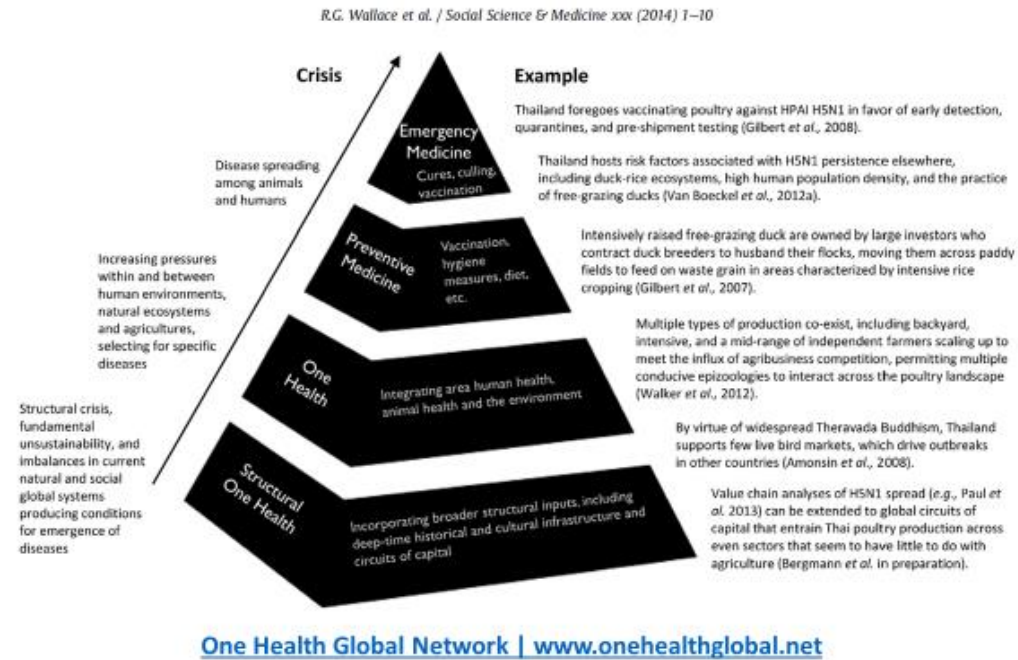 R.G. Wallace et al. / Social Science & Medicine xxx (2014) 1–10
Crisis
Example
Disease spreading
among animals
and humans
Increasing pressures
within and between
human environments,
natural ecosystems
and agricultures,
selecting for specific
diseases
Structural crisis,
fundamental
unsustainability, and
imbalances in current
natural and social
global systems
producing conditions
for emergence of
diseases
Emergency
Medicine
Cures, culling,
vaccination
Preventive
Medicine
Vaccination,
hygiene
measures, diet,
etc.
One
Health
Integrating area human health,
animal health and the environment
Structural
One Health
Incorporating broader structural inputs, including
deep-time historical and cultural infrastructure and
circuits of capital
Thailand foregoes vaccinating poultry against HPAI H5N1 in favor of early detection,
quarantines, and pre-shipment testing (Gilbert et al., 2008).
Thailand hosts risk factors associated with H5N1 persistence elsewhere,
including duck-rice ecosystems, high human population density, and the practice
of free-grazing ducks (Van Boeckel et al., 2012a).
Intensively raised free-grazing duck are owned by large investors who
contract duck breeders to husband their flocks, moving them across paddy
fields to feed on waste grain in areas characterized by intensive rice
cropping (Gilbert et al., 2007).
Multiple types of production co-exist, including backyard,
intensive, and a mid-range of independent farmers scaling up to
meet the influx of agribusiness competition, permitting multiple
conducive epizoologies to interact across the poultry landscape
(Walker et al., 2012).
By virtue of widespread Theravada Buddhism, Thailand
supports few live bird markets, which drive outbreaks
in other countries (Amonsin et al., 2008).
Value chain analyses of H5N1 spread (e.g., Paul et
al. 2013) can be extended to global circuits of
capital that entrain Thai poultry production across
even sectors that seem to have little to do with
agriculture (Bergmann et al. in preparation).
One Health Global Network | www.onehealthglobal.net